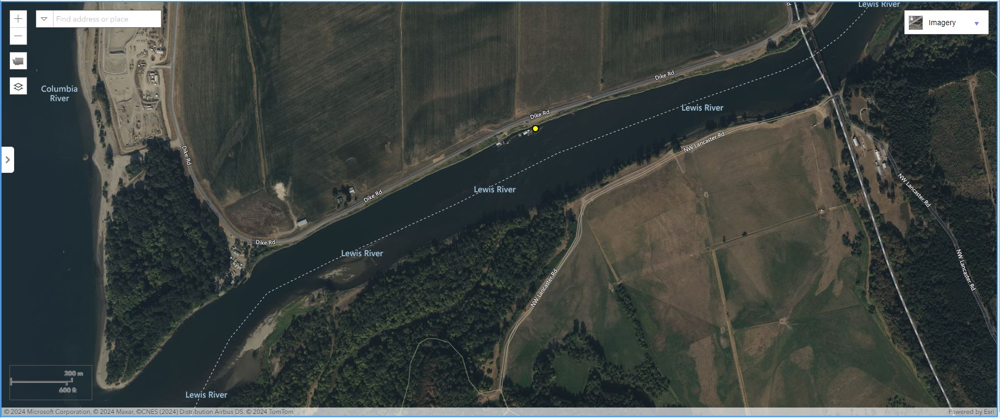 Lewis River
Find address or place
Imagery
Columbia
River
Dike Rd
Lewis River
Dike Rd
NW Lancaster Rd
Dike Rd
Lewis River
NW Lancaster Rd
Dike Rd
Dike Rd
Lewis River
NW Lancaster Rd
NW Lancaster Rd
200 m
600 ft
Lewis River
© 2024 Microsoft Corporation, © 2024 Maxar, ©CNES (2024) Distribution Airbus DS, © 2024 TomTom
Powered by Esri